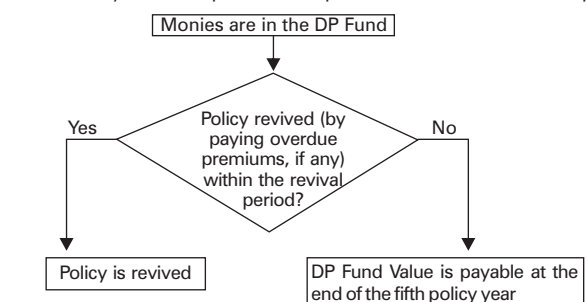 Monies are in the DP Fund
Policy revived (by
paying overdue
premiums, if any)
within the revival
period?
Yes
No
Policy is revived
DP Fund Value is payable at the
end of the fifth policy year